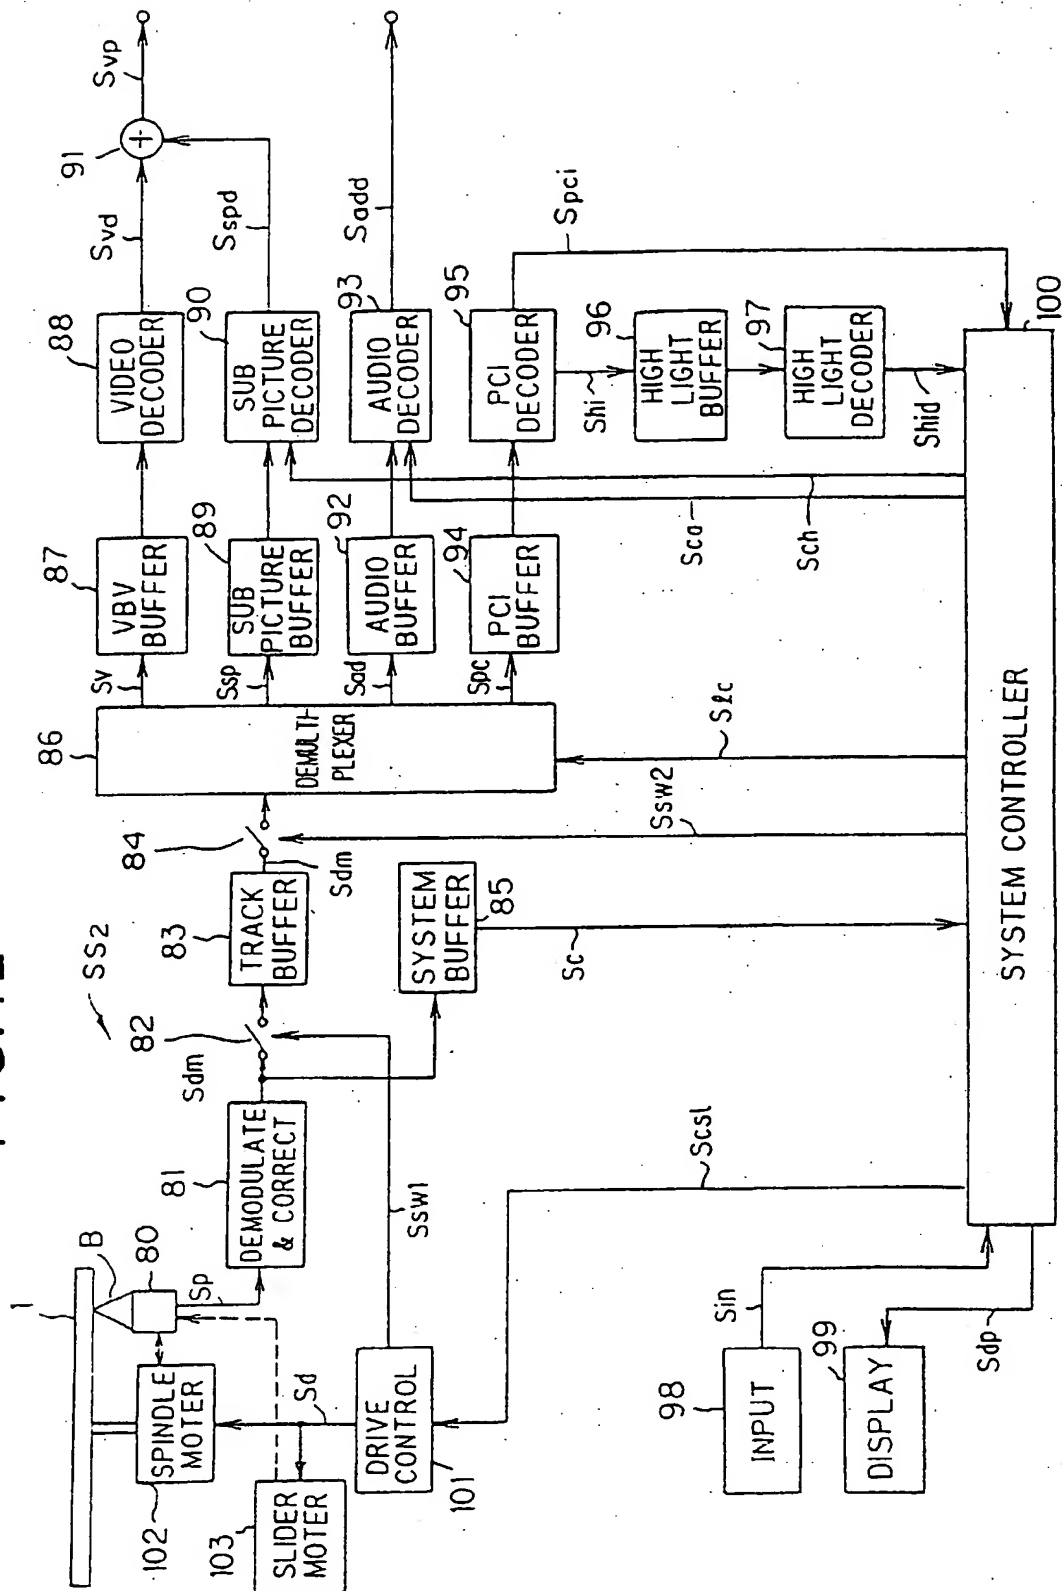 SS2
1
B
80
Sp
SPINDLE
MOTER
102
SLIDER
MOTER
103
Sd
DRIVE
CONTROL
101
81
DEMODULATE
& CORRECT
Sdm
82
Ssw1
83
TRACK
BUFFER
Sdm
84
SYSTEM
BUFFER
85
Sc
86
DEMULTI-
PLEXER
Ssw2
Slc
Sv
Ssp
Sad
Spc
87
VBV
BUFFER
89
SUB
PICTURE
BUFFER
92
AUDIO
BUFFER
94
PCI
BUFFER
88
VIDEO
DECODER
90
SUB
PICTURE
DECODER
93
AUDIO
DECODER
95
PCI
DECODER
Svd
Sspd
91
Svp
Sadd
Spci
Shi
96
HIGH
LIGHT
BUFFER
97
HIGH
LIGHT
DECODER
Shid
Sca
Sch
Scsl
98
INPUT
Sin
99
DISPLAY
Sdp
SYSTEM CONTROLLER
100